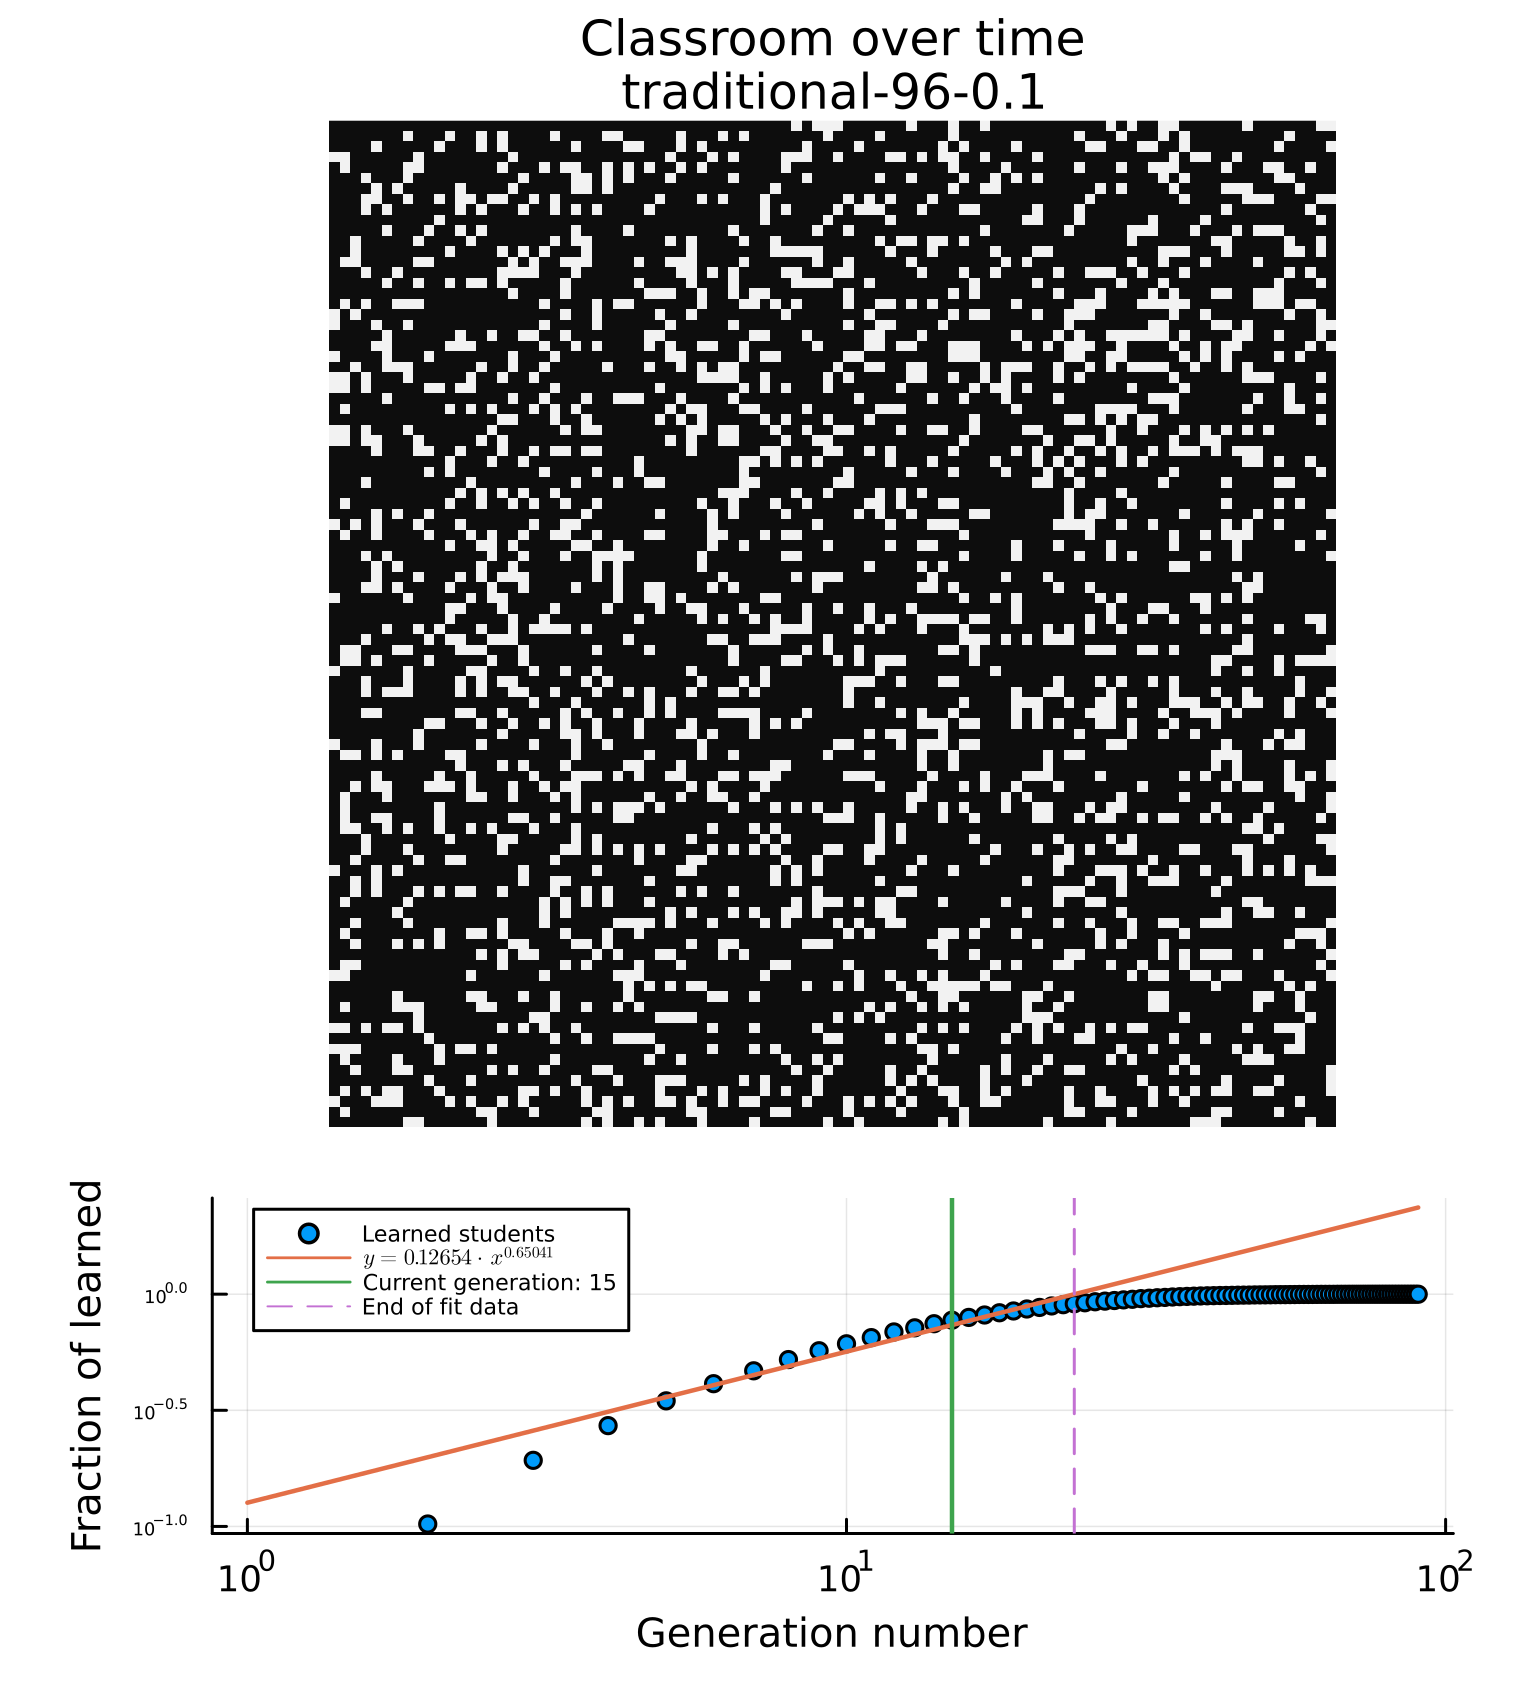 Classroom over time
traditional-96-0.1
Fraction of learned
Learned students
y = 0.12654 · x^0.65041
Current generation: 15
End of fit data
10^0.0
10^−0.5
10^−1.0
10^0
10^1
10^2
Generation number